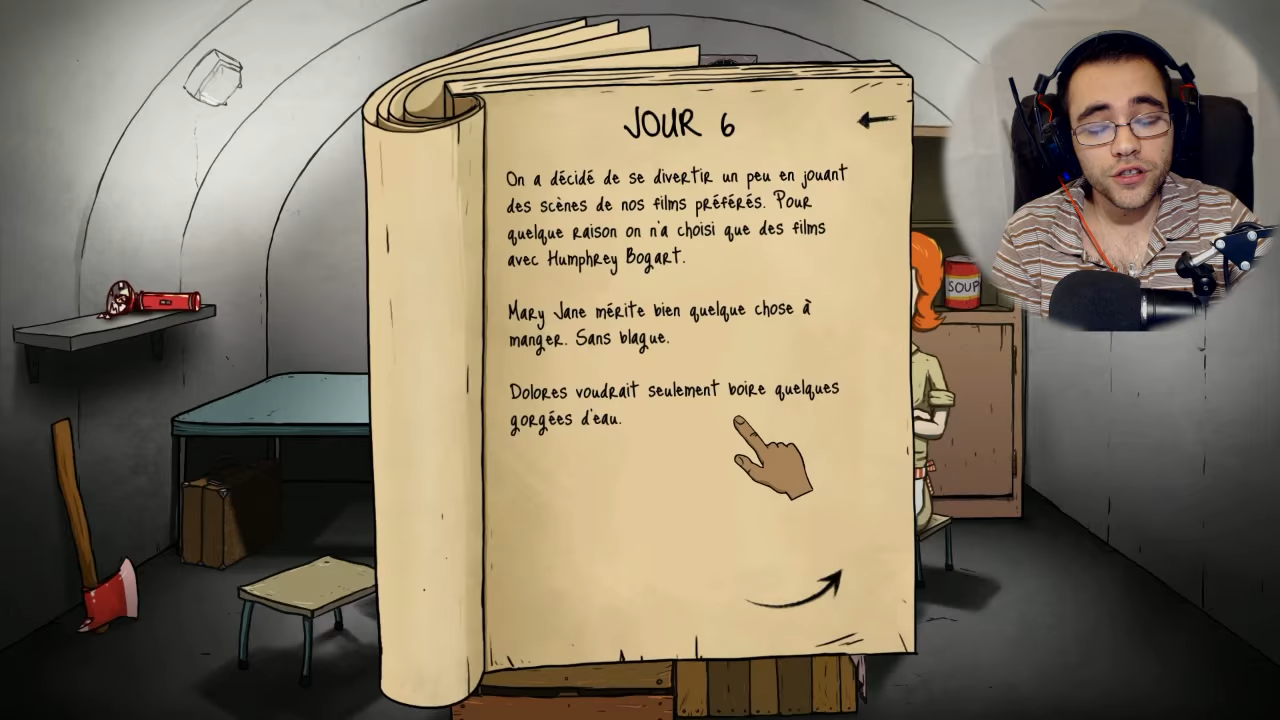 JOUR 6
On a décidé de se divertir un peu en jouant
des scènes de nos films préférés. Pour
quelque raison on n'a choisi que des films
avec Humphrey Bogart.
Mary Jane mérite bien quelque chose à
manger. Sans blague.
Dolores voudrait seulement boire quelques
gorgées d'eau.
SOUP